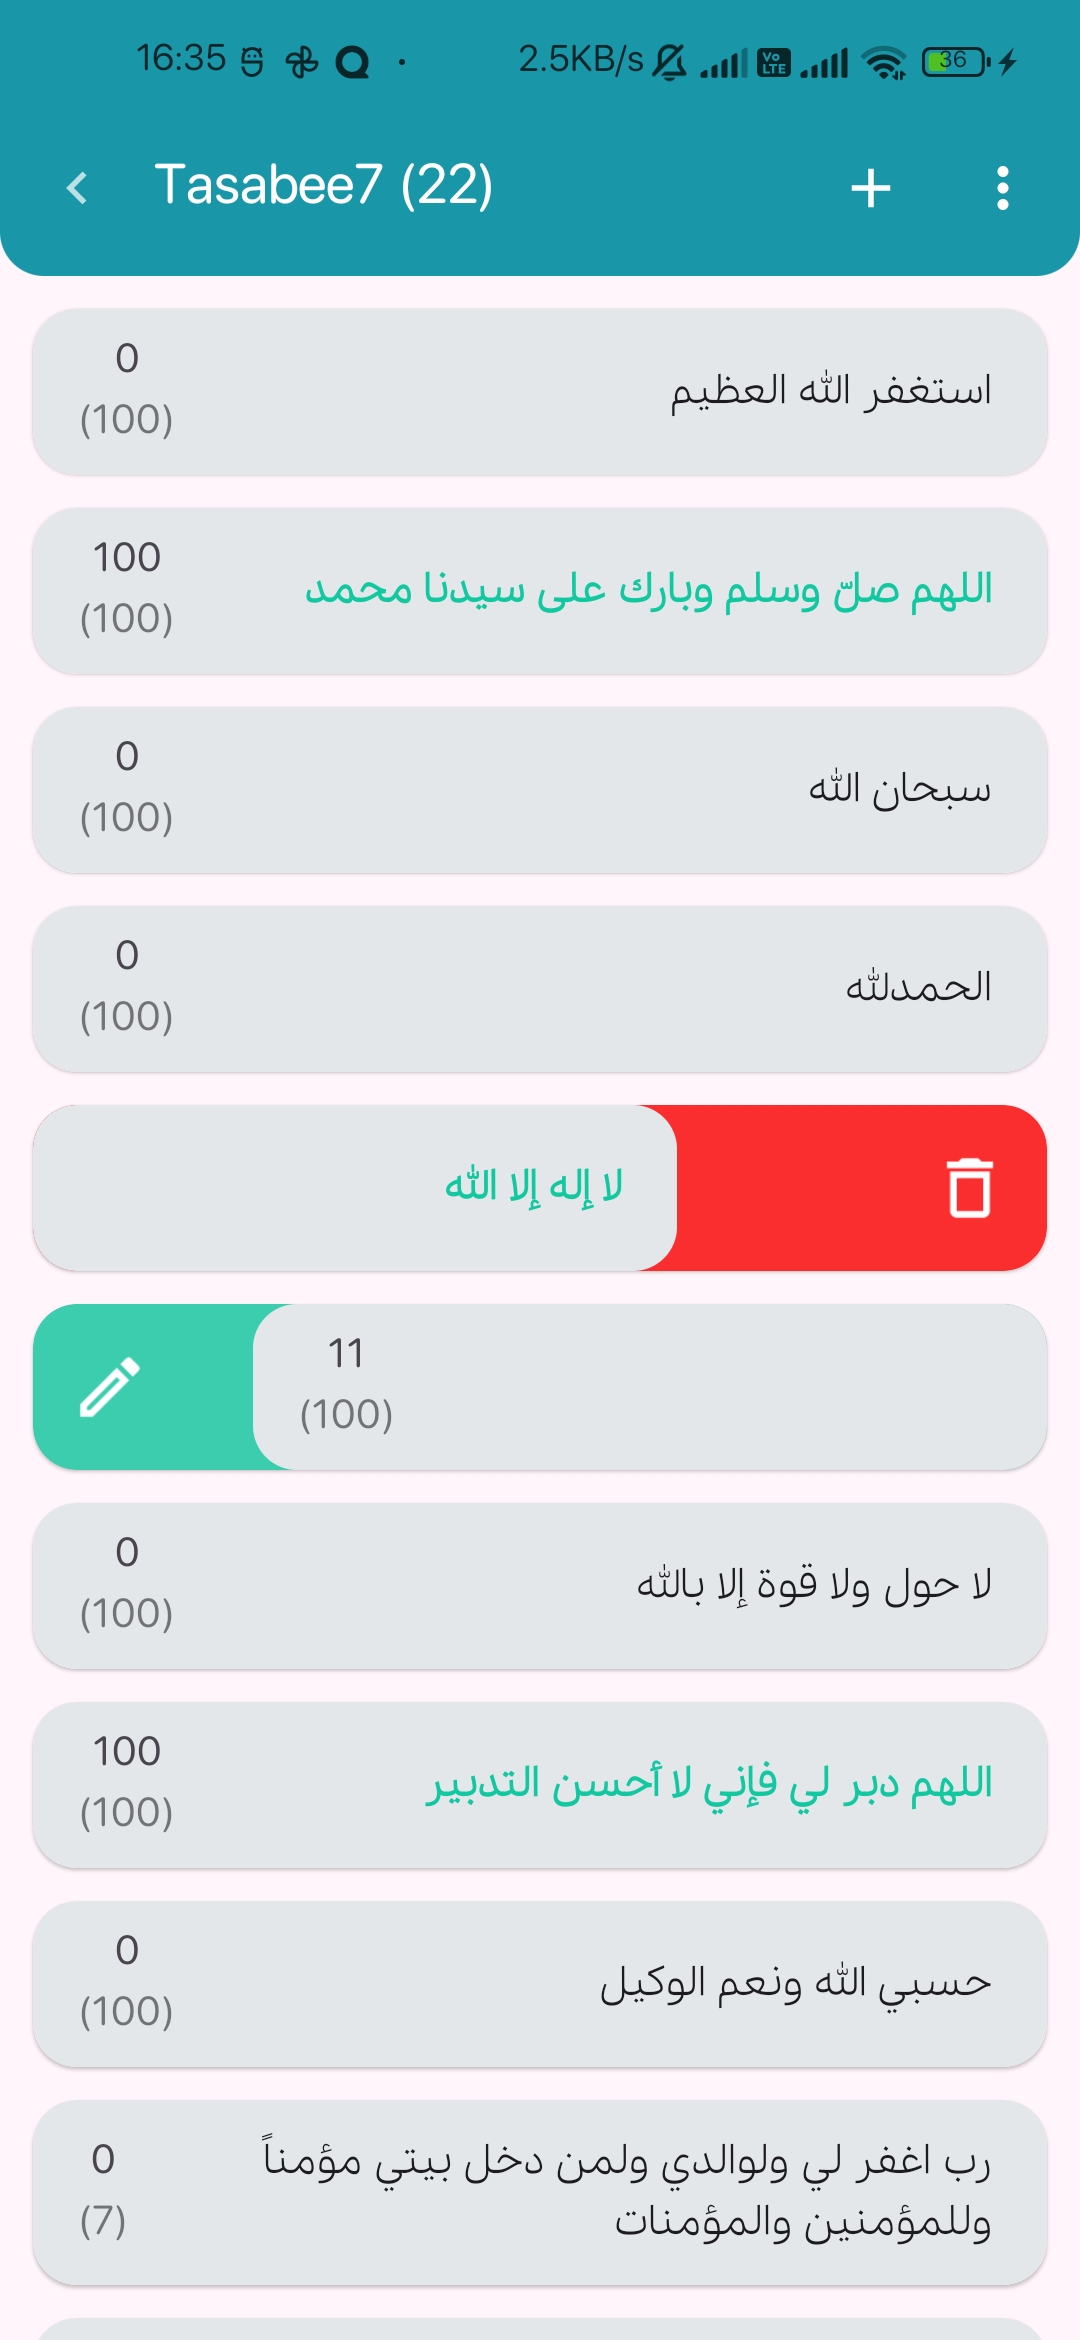 16:35 2.5KB/s Vo LTE 36
Tasabee7 (22)
0
(100)
استغفر الله العظيم
100
(100)
اللهم صلّ وسلم وبارك على سيدنا محمد
0
(100)
سبحان الله
0
(100)
الحمدلله
لا إله إلا الله
11
(100)
0
(100)
لا حول ولا قوة إلا بالله
100
(100)
اللهم دبر لي فإني لا أحسن التدبير
0
(100)
حسبي الله ونعم الوكيل
0
(7)
رب اغفر لي ولوالدي ولمن دخل بيتي مؤمناً
وللمؤمنين والمؤمنات